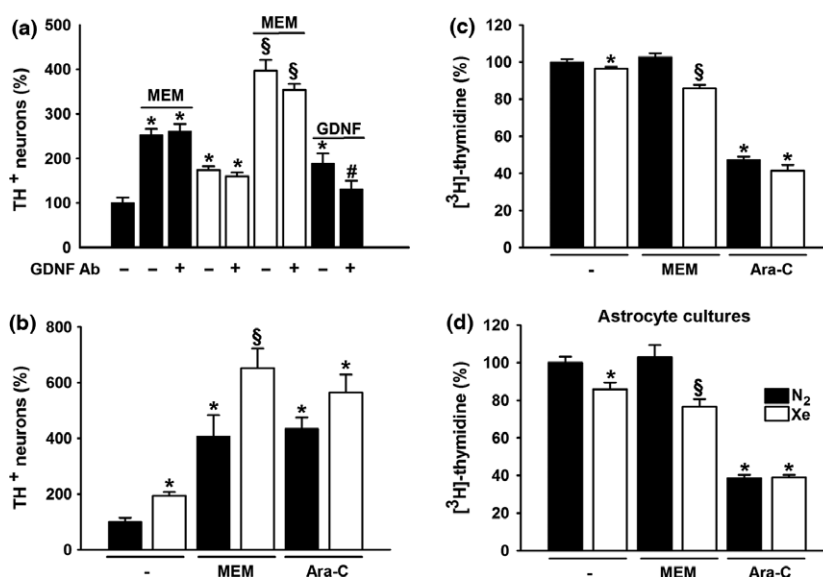 (a)
TH + neurons (%)
500
400
300
200
100
0
MEM
* *
* *
MEM
§
§
GDNF
*
#
GDNF Ab − − + − + − + − +
(b)
TH + neurons (%)
800
600
400
200
0
*
*
§
*
*
- MEM Ara-C
(c)
[3H]-thymidine (%)
120
100
80
60
40
20
0
*
§
*
*
- MEM Ara-C
(d)
Astrocyte cultures
[3H]-thymidine (%)
120
100
80
60
40
20
0
*
§
* *
N2
Xe
- MEM Ara-C